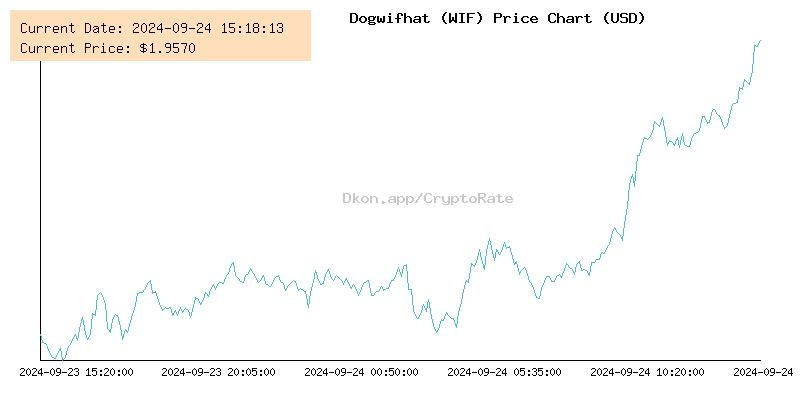 Dogwifhat (WIF) Price Chart (USD)
Current Date: 2024-09-24 15:18:13
Current Price: $1.9570
Dkon.app/CryptoRate
2024-09-23 15:20:00 2024-09-23 20:05:00 2024-09-24 00:50:00 2024-09-24 05:35:00 2024-09-24 10:20:00 2024-09-24